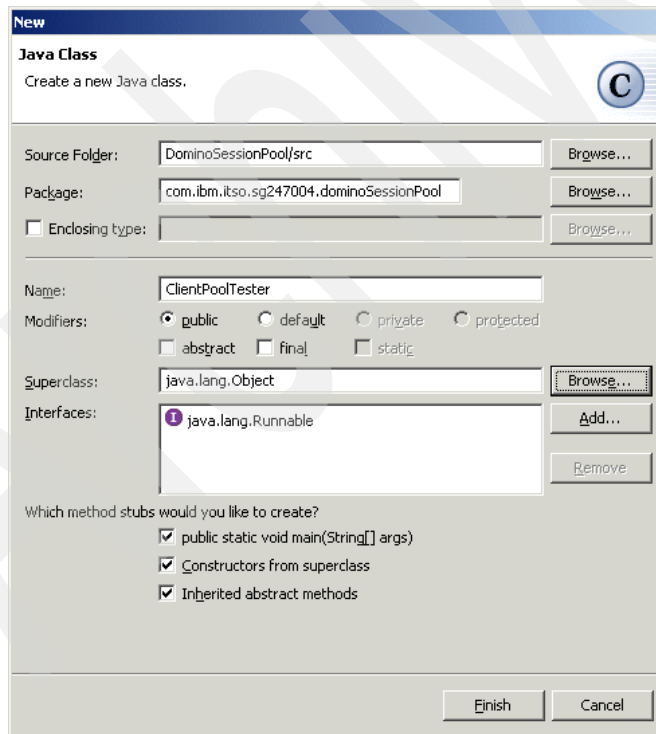 New
Java Class
Create a new Java class.
C
Source Folder: DominoSessionPool/src Browse...
Package: com.ibm.itso.sg247004.dominoSessionPool Browse...
Enclosing type: Browse...
Name: ClientPoolTester
Modifiers: public default private protected
abstract final static
Superclass: java.lang.Object Browse...
Interfaces: I java.lang.Runnable Add...
Remove
Which method stubs would you like to create?
public static void main(String[] args)
Constructors from superclass
Inherited abstract methods
Finish Cancel